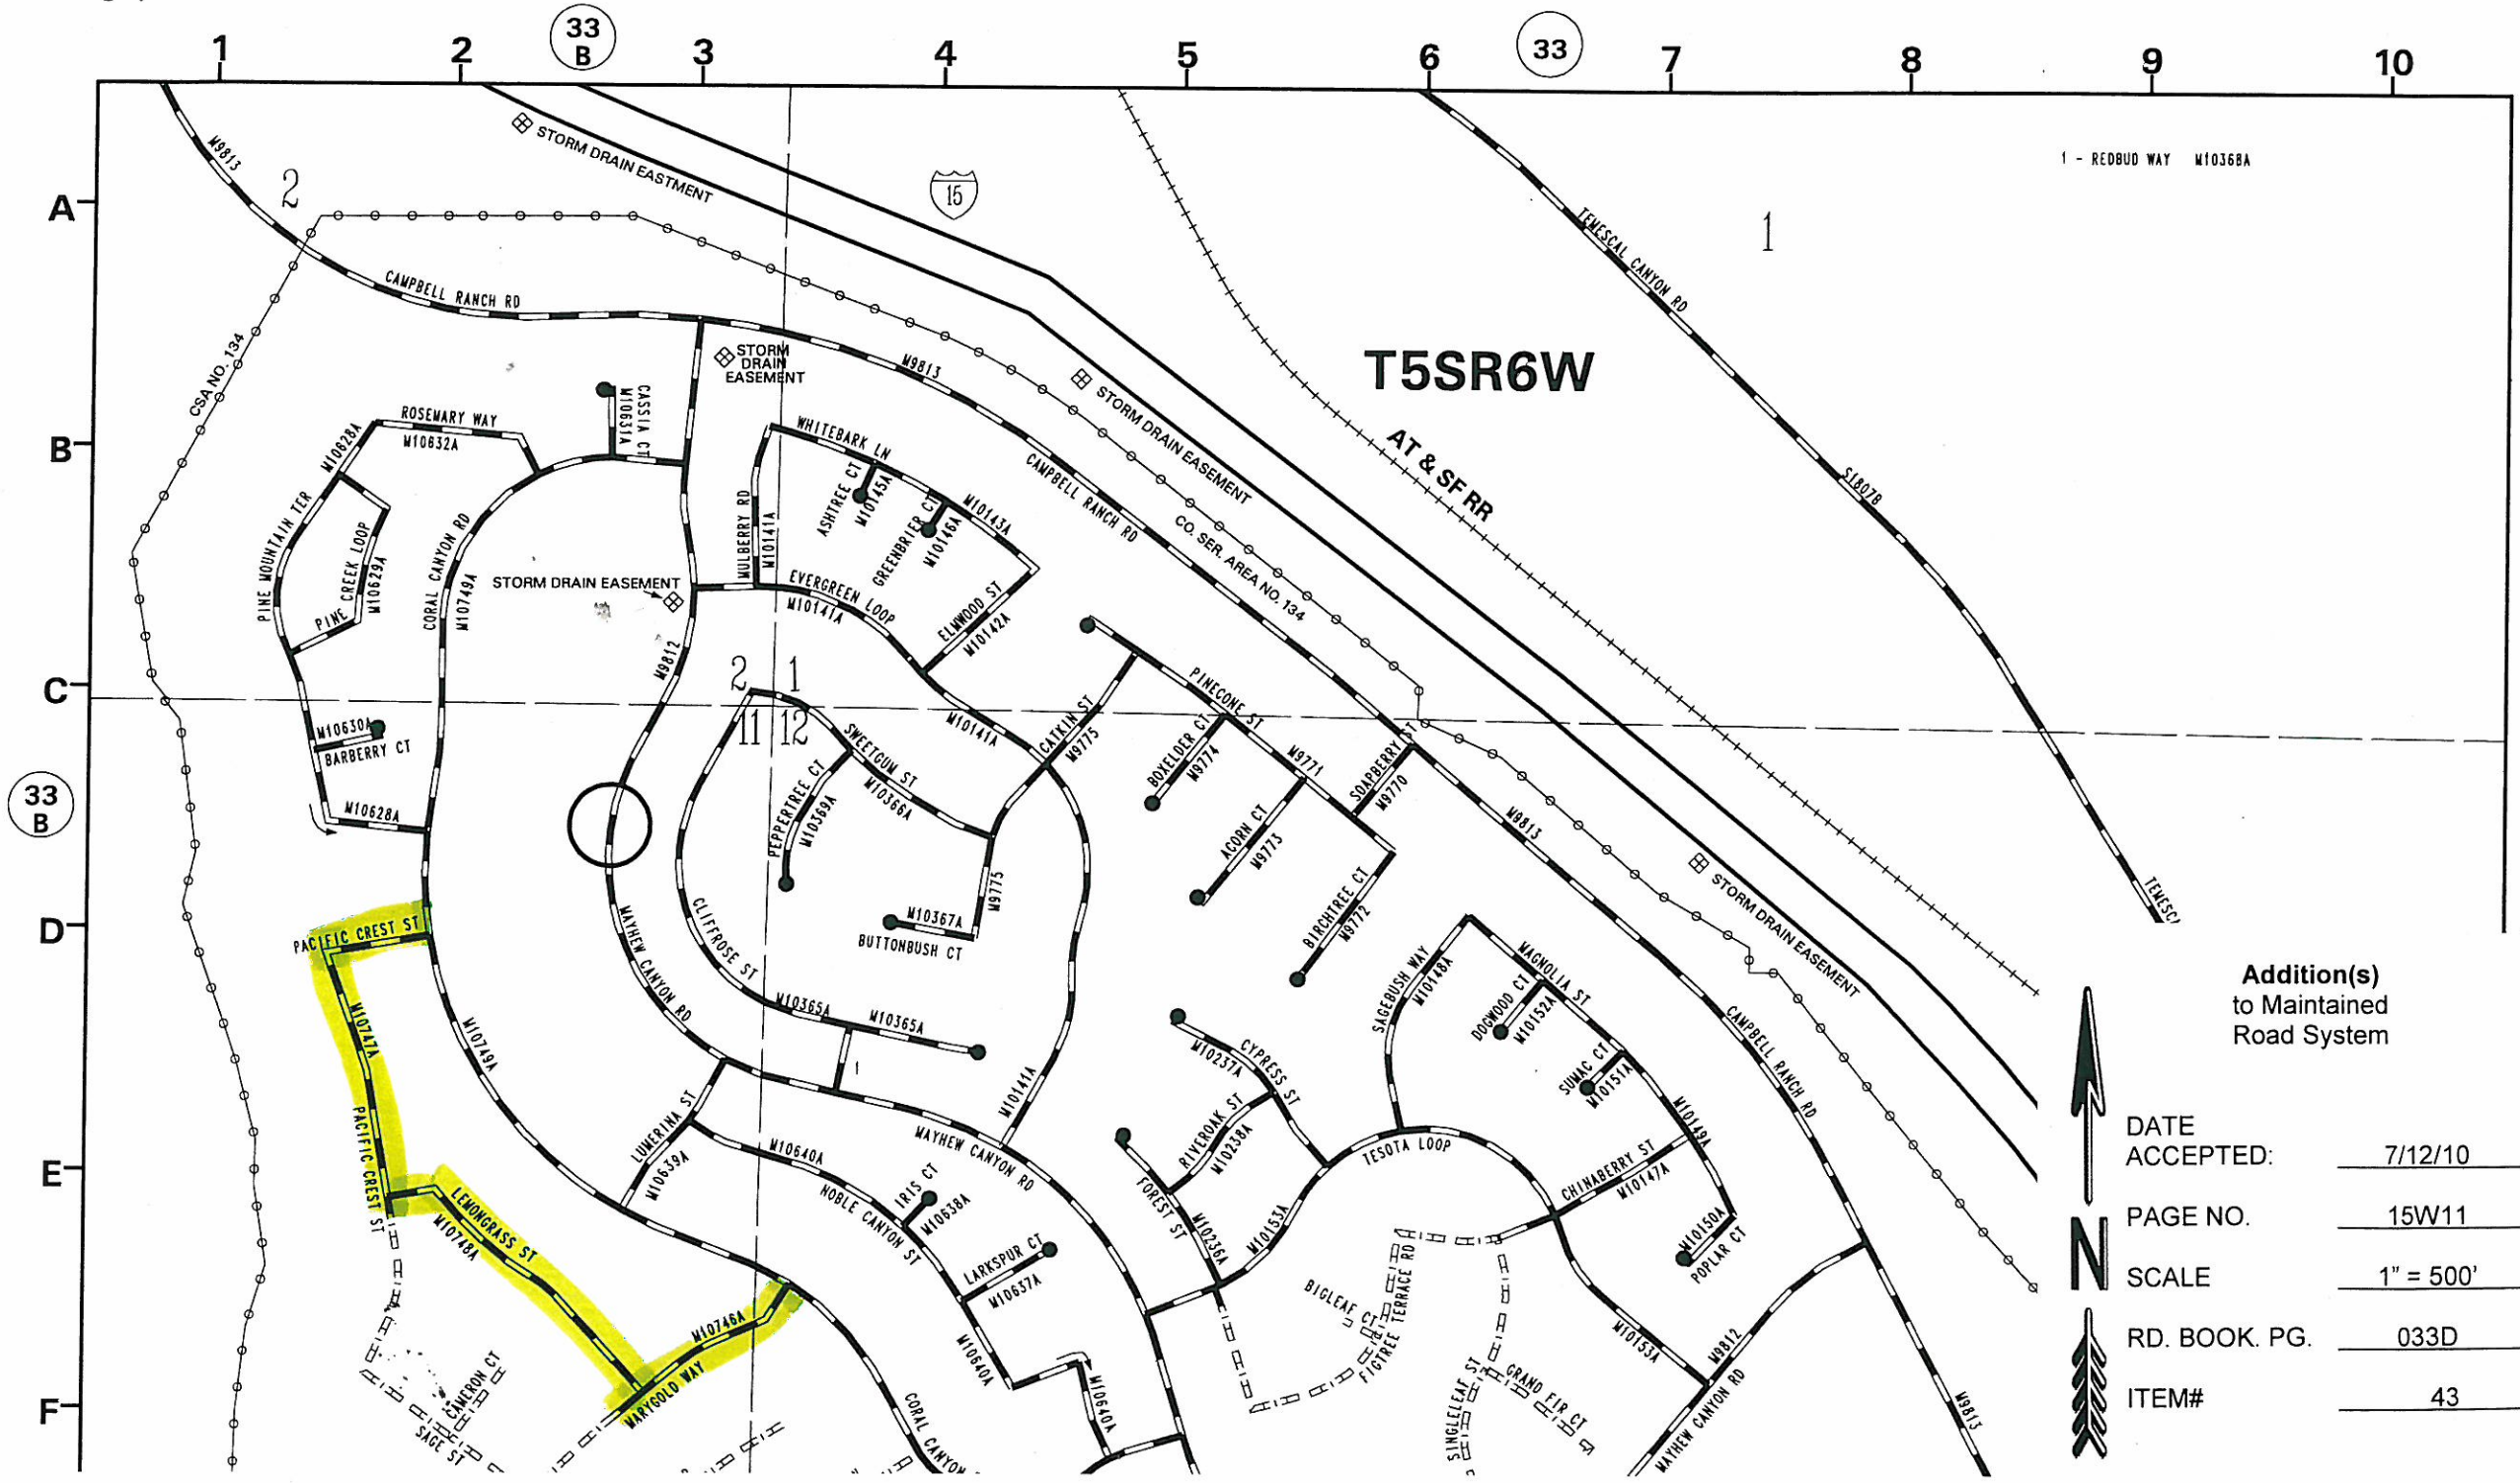 33
B
33
1
2
3
4
5
6
7
8
9
10
A
B
C
D
E
F
33
B
M9813
2
STORM DRAIN EASTMENT
15
1 - REDBUD WAY M10368A
1
TEMESCAL CANYON RD
CAMPBELL RANCH RD
CSA NO. 134
STORM
DRAIN
EASEMENT
M9813
T5SR6W
AT & SF RR
STORM DRAIN EASEMENT
S1807B
CO. SER. AREA NO. 134
CAMPBELL RANCH RD
ROSEMARY WAY
M10632A
CASSIA CT
M10631A
M10628A
PINE MOUNTAIN TER
PINE CREEK LOOP
M10629A
CORAL CANYON RD
M10749A
STORM DRAIN EASEMENT
WHITEBARK LN
ASHTREE CT
M10145A
GREENBRIER CT
M10146A
M10143A
MULBERRY RD
M10141A
EVERGREEN LOOP
M10141A
ELMWOOD ST
M10142A
M9812
2 1
11 12
M10141A
CATKIN ST
M9775
PINECONE ST
M9771
BOXELDER CT
M9774
SOAPBERRY ST
M9770
ACORN CT
M9773
BIRCHTREE CT
M9772
M9813
M10630A
BARBERRY CT
M10628A
SWEETGUM ST
M10366A
PEPPERTREE CT
M10369A
M9775
M10367A
BUTTONBUSH CT
CLIFFROSE ST
MAYHEW CANYON RD
M10365A
M10365A
1
PACIFIC CREST ST
M10747A
PACIFIC CREST ST
M10749A
LEMONGRASS ST
M10748A
M10746A
MARYGOLD WAY
LUMERINA ST
M10639A
M10640A
NOBLE CANYON ST
IRIS CT
M10638A
LARKSPUR CT
M10637A
M10640A
M10640A
MAYHEW CANYON RD
M10141A
CORAL CANYON
CAMERON CT
SAGE ST
STORM DRAIN EASEMENT
TEMESC
SAGEBUSH WAY
M10148A
MAGNOLIA ST
DOGWOOD CT
M10152A
SUMAC CT
M10151A
M10149A
CAMPBELL RANCH RD
M10237A
CYPRESS ST
RIVEROAK ST
M10238A
FOREST ST
M10236A
M10153A
TESOTA LOOP
CHINABERRY ST
M10147A
M10150A
POPLAR CT
BIGLEAF CT
FIGTREE TERRACE RD
M10153A
M9812
MAYHEW CANYON RD
SINGLELEAF ST
GRAND FIR CT
M9813
Addition(s)
to Maintained
Road System
N
DATE
ACCEPTED: 7/12/10
PAGE NO. 15W11
SCALE 1" = 500'
RD. BOOK. PG. 033D
ITEM# 43